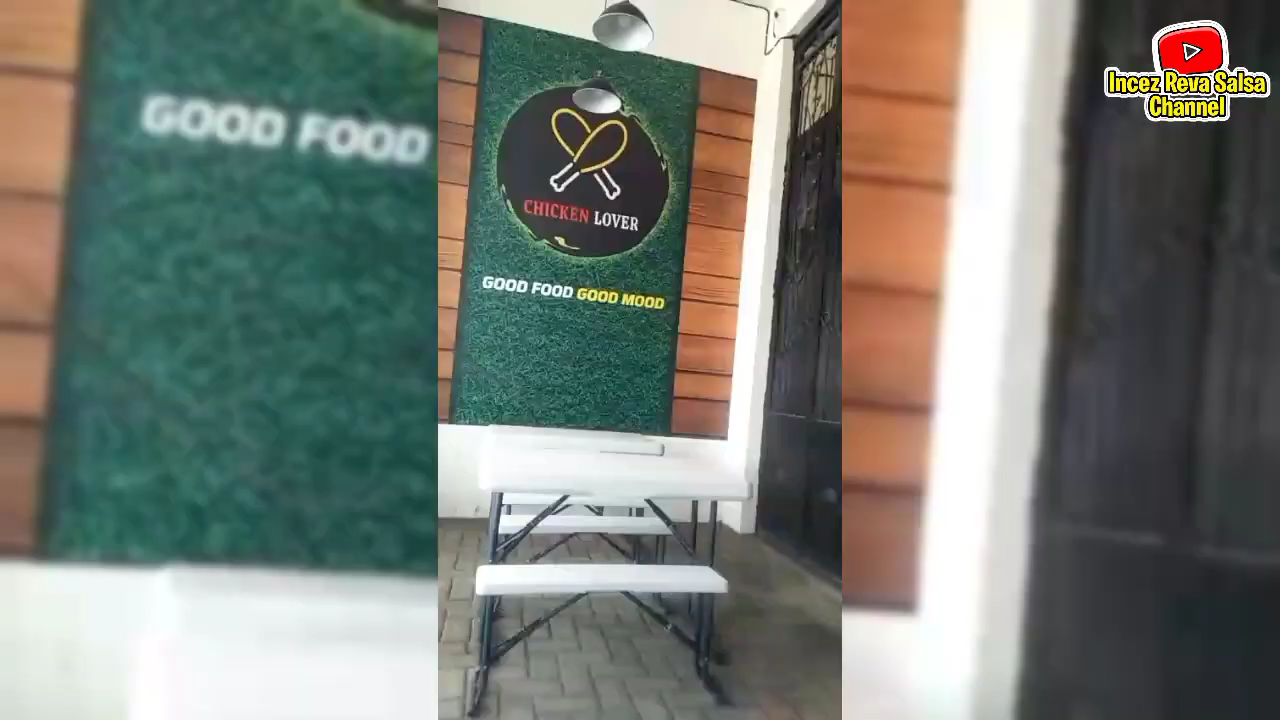 Incez Reva Salsa
Channel
GOOD FOOD
CHICKEN LOVER
GOOD FOOD GOOD MOOD